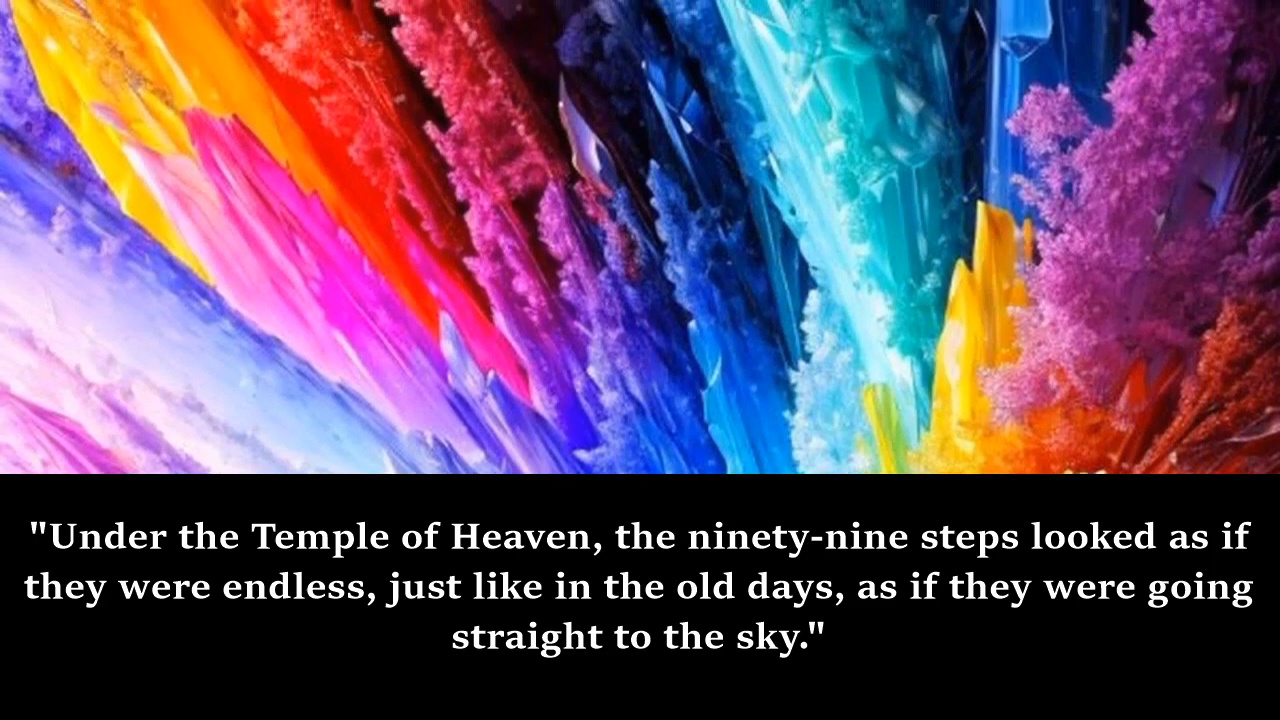 "Under the Temple of Heaven, the ninety-nine steps looked as if
they were endless, just like in the old days, as if they were going
straight to the sky."